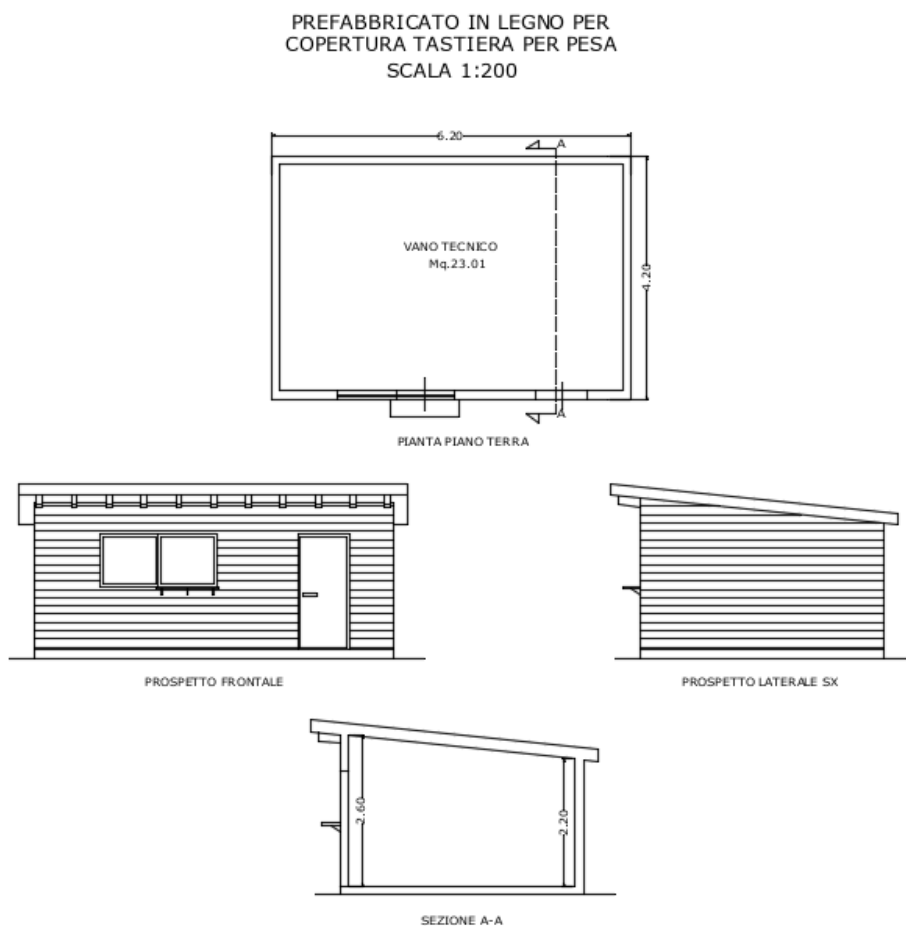 PREFABBRICATO IN LEGNO PER
COPERTURA TASTIERA PER PESA
SCALA 1:200
6.20
A
VANO TECNICO
Mq.23.01
4.20
A
PIANTA PIANO TERRA
PROSPETTO FRONTALE
PROSPETTO LATERALE SX
2.60
2.20
SEZIONE A-A